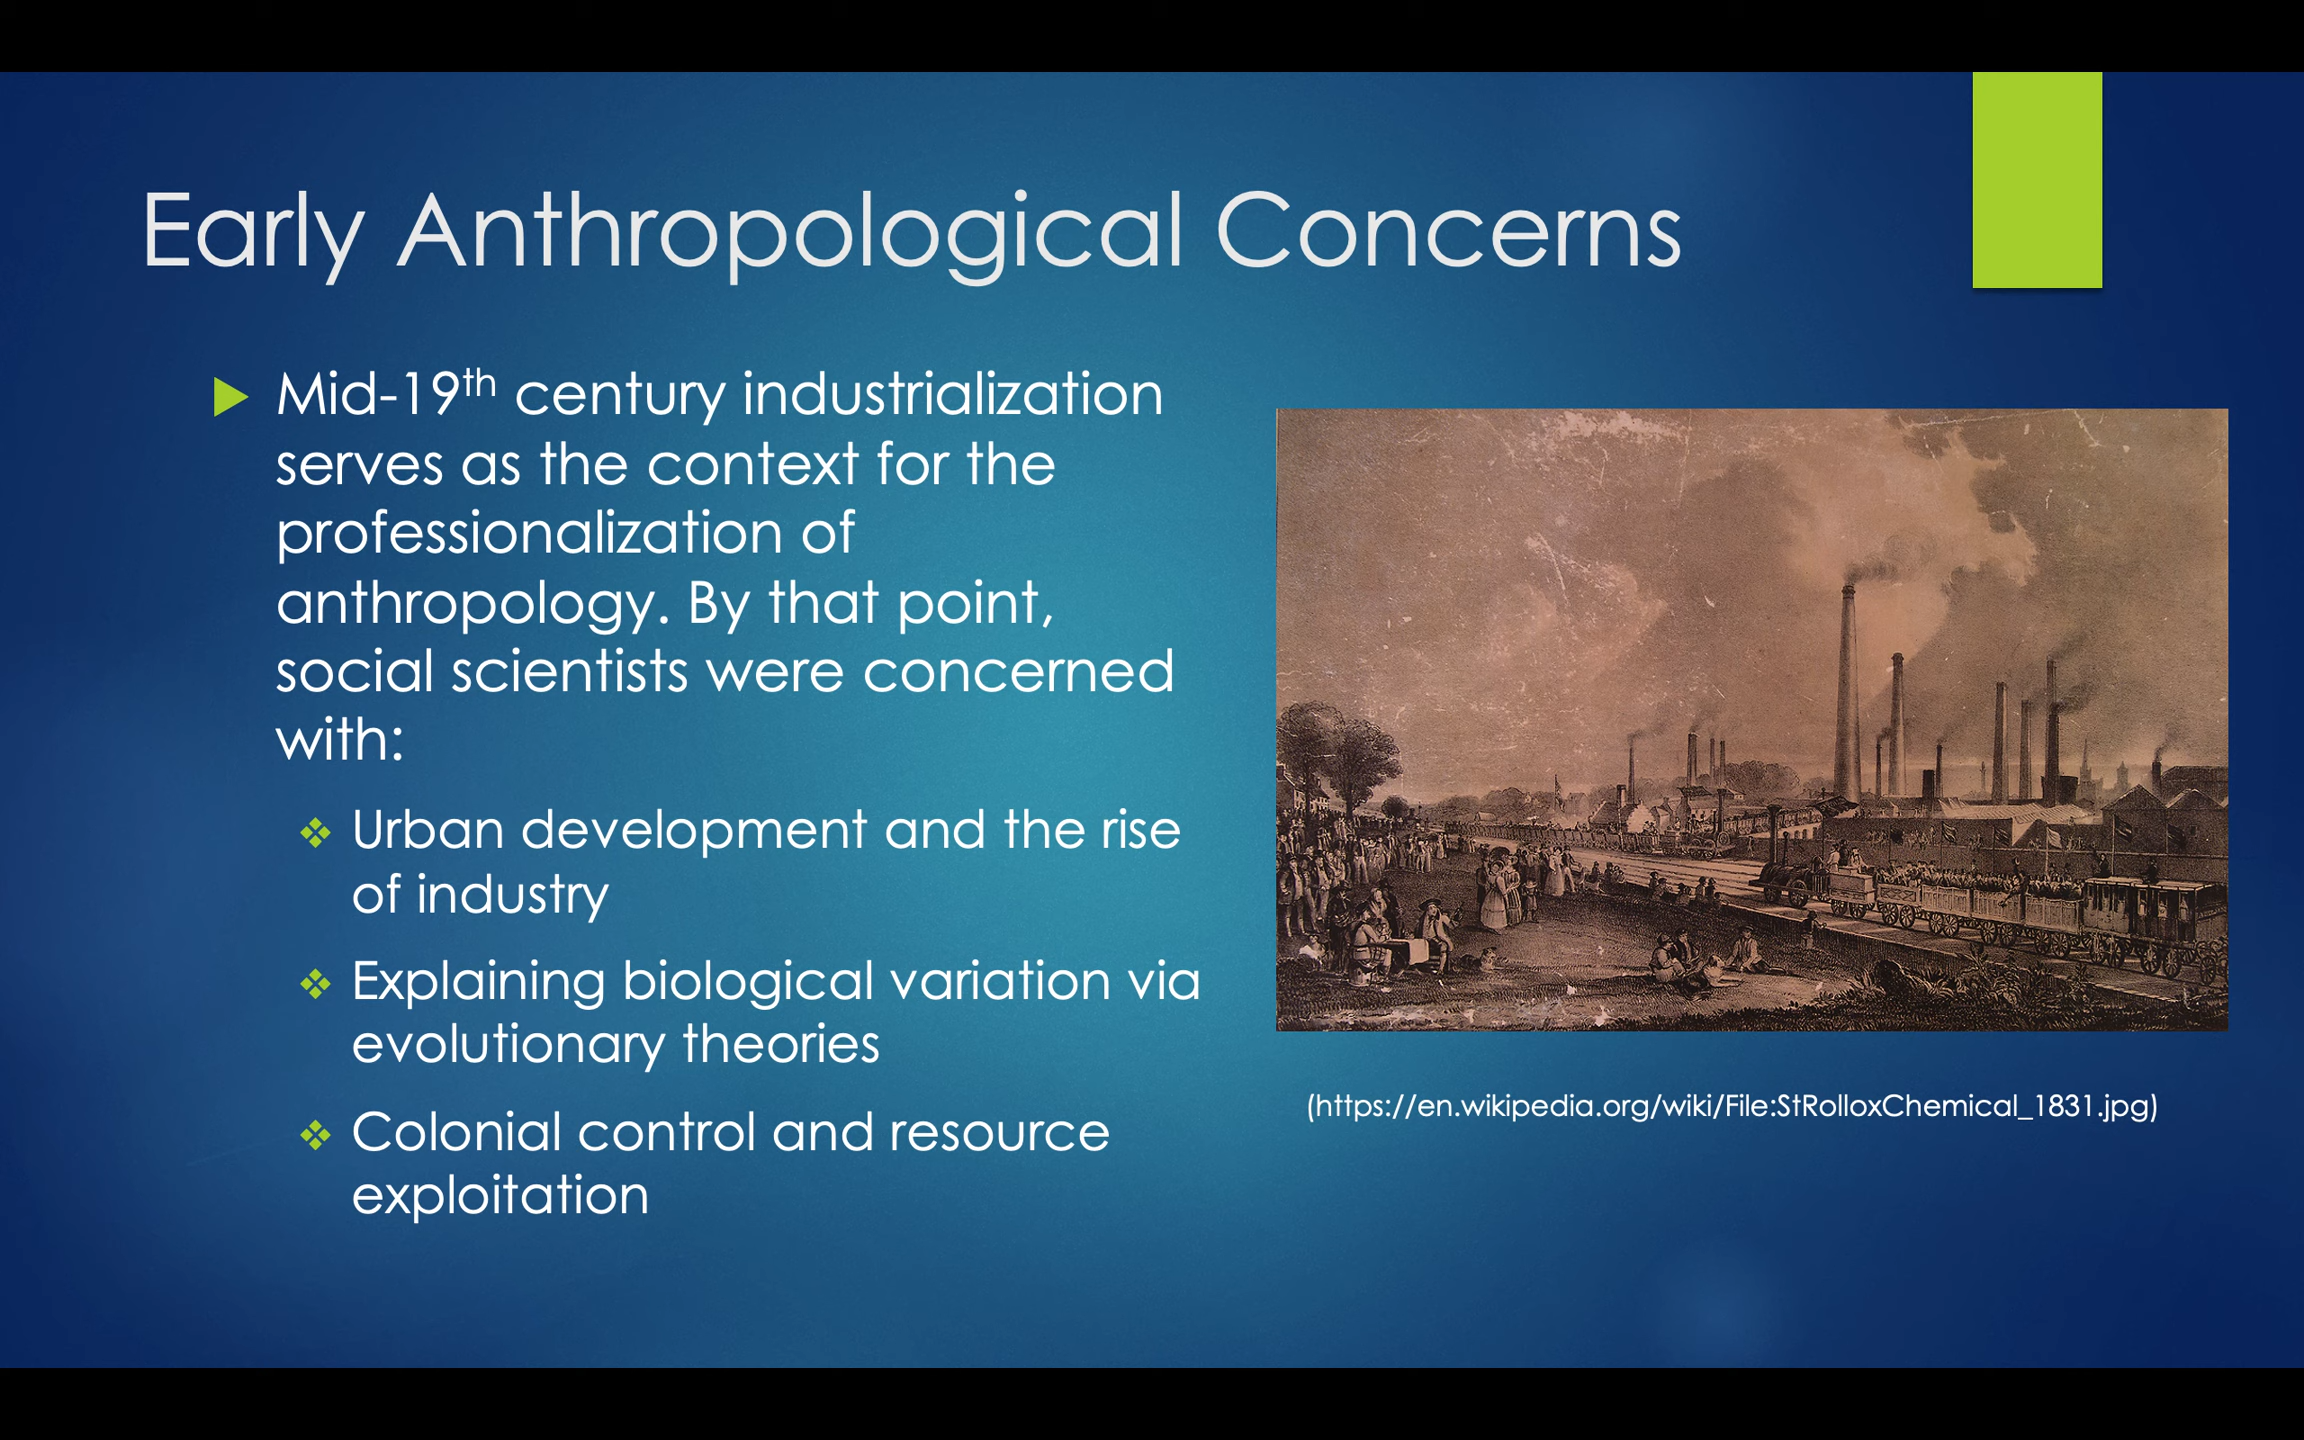 Early Anthropological Concerns
Mid-19th century industrialization
serves as the context for the
professionalization of
anthropology. By that point,
social scientists were concerned
with:
Urban development and the rise
of industry
Explaining biological variation via
evolutionary theories
Colonial control and resource
exploitation
(https://en.wikipedia.org/wiki/File:StRolloxChemical_1831.jpg)